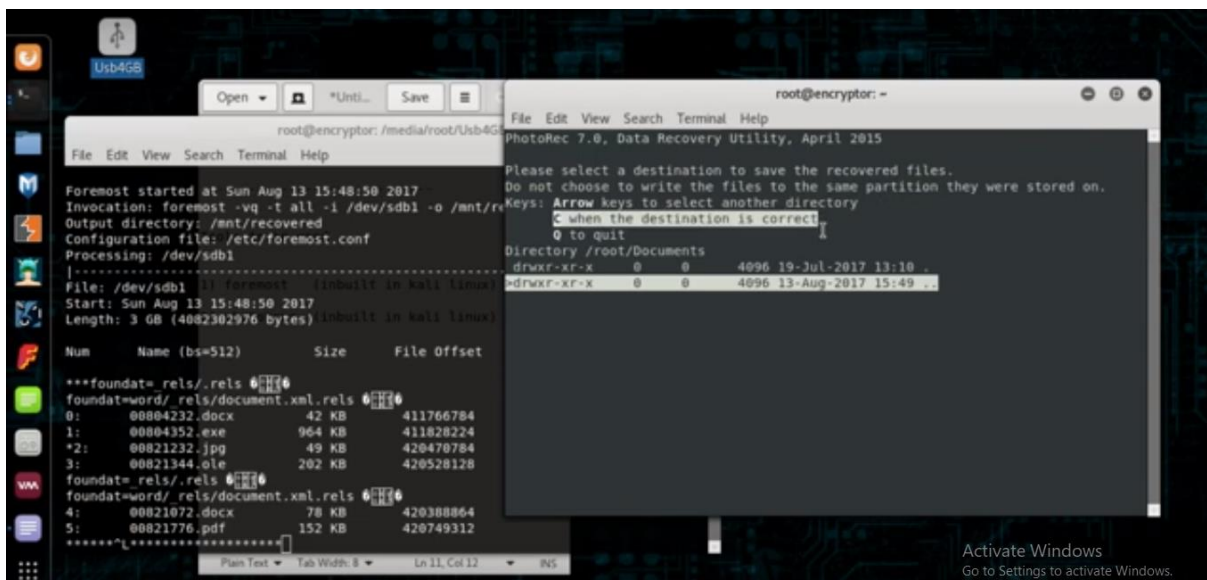 Usb4GB
Open
*Unti...
Save
root@encryptor: /media/root/Usb4GB
File Edit View Search Terminal Help
Foremost started at Sun Aug 13 15:48:50 2017
Invocation: foremost -vq -t all -i /dev/sdb1 -o /mnt/re
Output directory: /mnt/recovered
Configuration file: /etc/foremost.conf
Processing: /dev/sdb1
|------------------------------------------------------
File: /dev/sdb1
1) foremost (inbuilt in kali linux)
Start: Sun Aug 13 15:48:50 2017
Length: 3 GB (4082302976 bytes)
(inbuilt in kali linux)
Num Name (bs=512) Size File Offset
***foundat=_rels/.rels
foundat=word/_rels/document.xml.rels
0: 00804232.docx 42 KB 411766784
1: 00804352.exe 964 KB 411828224
*2: 00821232.jpg 49 KB 420470784
3: 00821344.ole 202 KB 420528128
foundat=_rels/.rels
foundat=word/_rels/document.xml.rels
4: 00821072.docx 78 KB 420388864
5: 00821776.pdf 152 KB 420749312
******^L********************
Plain Text Tab Width: 8 Ln 11, Col 12 INS
root@encryptor: ~
File Edit View Search Terminal Help
PhotoRec 7.0, Data Recovery Utility, April 2015
Please select a destination to save the recovered files.
Do not choose to write the files to the same partition they were stored on.
Keys: Arrow keys to select another directory
C when the destination is correct
Q to quit
Directory /root/Documents
drwxr-xr-x 0 0 4096 19-Jul-2017 13:10 .
>drwxr-xr-x 0 0 4096 13-Aug-2017 15:49 ..
Activate Windows
Go to Settings to activate Windows.